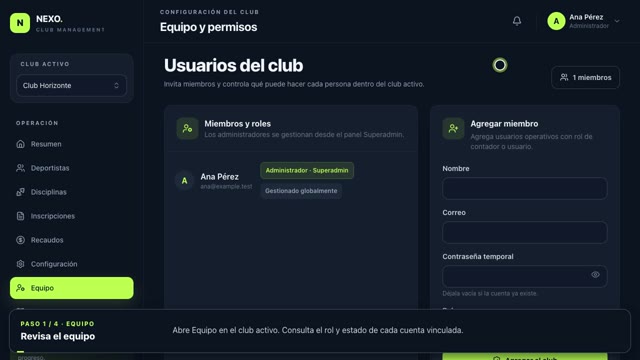 N
NEXO.
CLUB MANAGEMENT
CLUB ACTIVO
Club Horizonte
OPERACIÓN
Resumen
Deportistas
Disciplinas
Inscripciones
Recaudos
Configuración
Equipo
CONFIGURACIÓN DEL CLUB
Equipo y permisos
A
Ana Pérez
Administrador
Usuarios del club
Invita miembros y controla qué puede hacer cada persona dentro del club activo.
1 miembros
Miembros y roles
Los administradores se gestionan desde el panel Superadmin.
A
Ana Pérez
ana@example.test
Administrador · Superadmin
Gestionado globalmente
Agregar miembro
Agrega usuarios operativos con rol de
contador o usuario.
Nombre
Correo
Contraseña temporal
Déjala vacía si la cuenta ya existe.
PASO 1 / 4 · EQUIPO
Revisa el equipo
Abre Equipo en el club activo. Consulta el rol y estado de cada cuenta vinculada.
progreso.